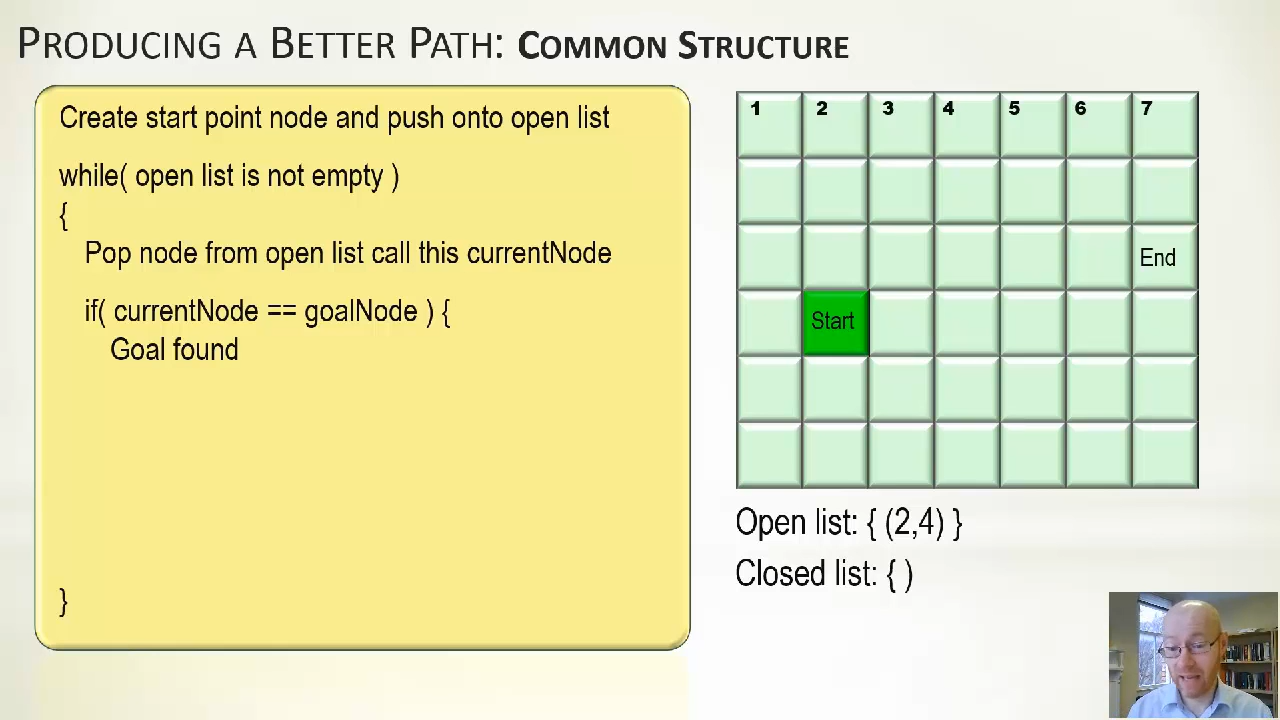 PRODUCING A BETTER PATH: COMMON STRUCTURE
Create start point node and push onto open list
while( open list is not empty )
{
Pop node from open list call this currentNode
if( currentNode == goalNode ) {
Goal found
}
1 2 3 4 5 6 7
End
Start
Open list: { (2,4) }
Closed list: { )